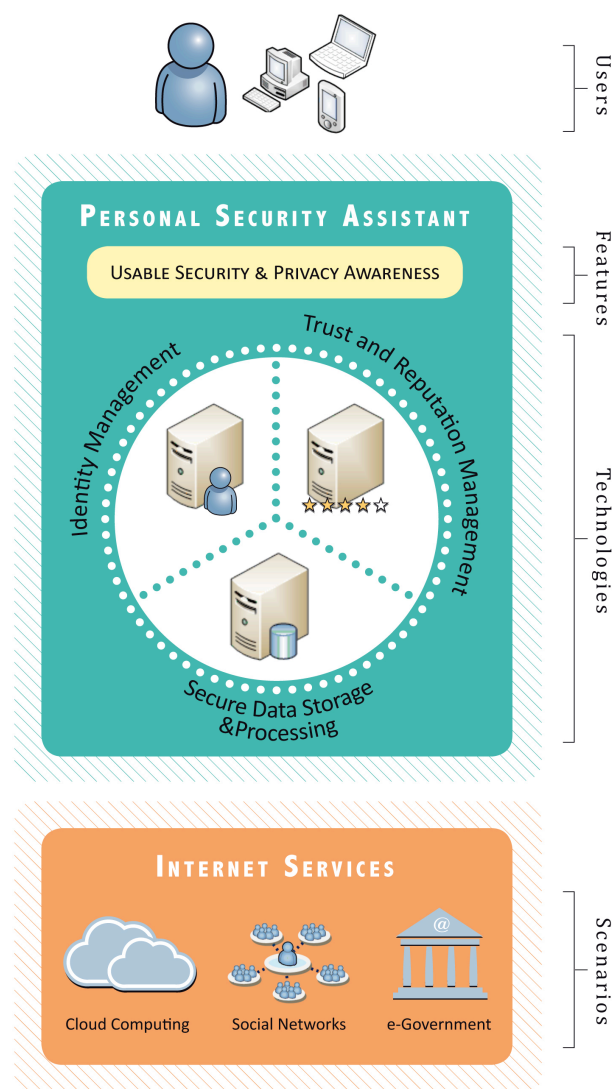 Users
PERSONAL SECURITY ASSISTANT
USABLE SECURITY & PRIVACY AWARENESS
Features
Identity Management
Trust and Reputation Management
Technologies
Secure Data Storage
&Processing
INTERNET SERVICES
@
Cloud Computing
Social Networks
e-Government
Scenarios